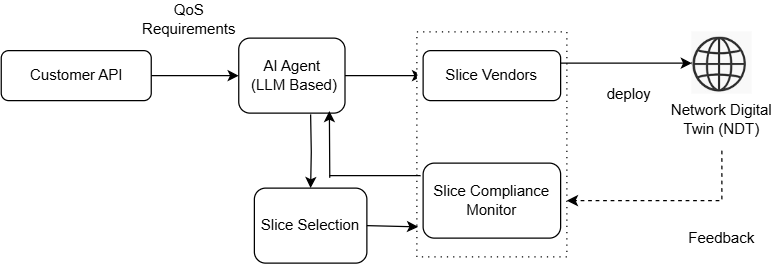 QoS
Requirements
Customer API
AI Agent
(LLM Based)
Slice Vendors
deploy
Network Digital
Twin (NDT)
Slice Compliance
Monitor
Slice Selection
Feedback